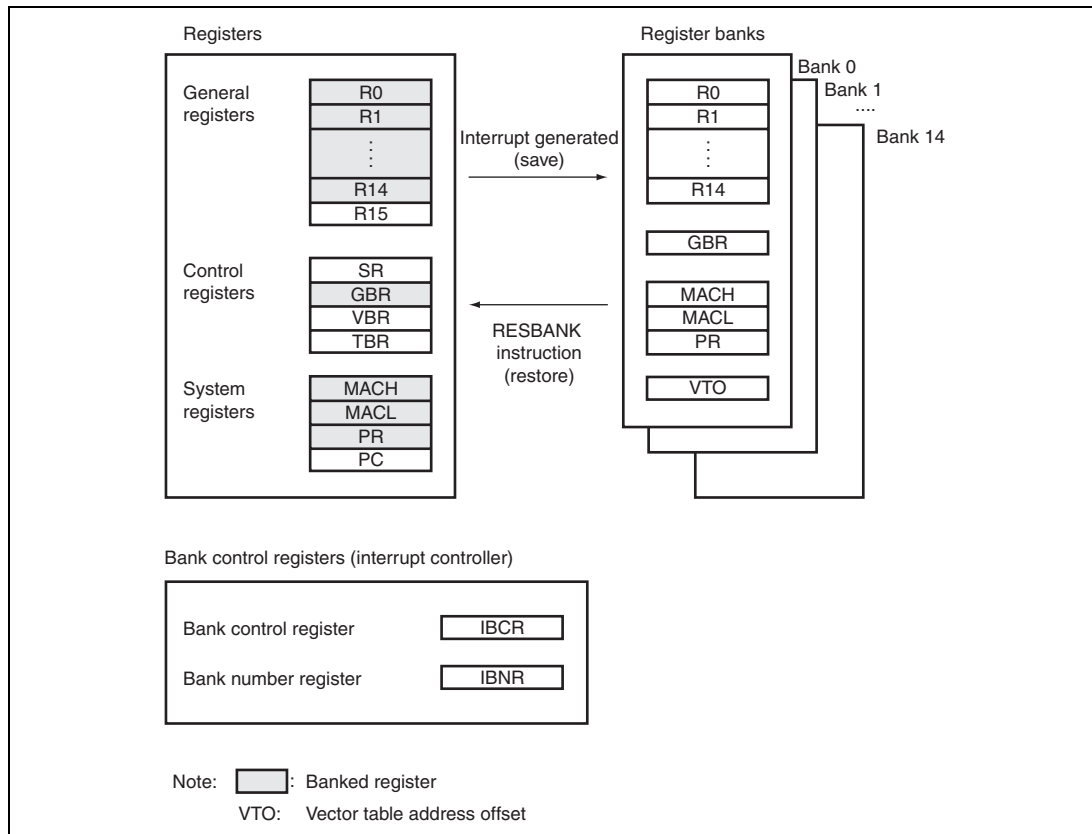 Registers
Register banks
General
registers
R0
R1
⋮
R14
R15
Interrupt generated
(save)
R0
R1
⋮
R14
Bank 0
Bank 1
....
Bank 14
GBR
Control
registers
SR
GBR
VBR
TBR
RESBANK
instruction
(restore)
MACH
MACL
PR
VTO
System
registers
MACH
MACL
PR
PC
Bank control registers (interrupt controller)
Bank control register
IBCR
Bank number register
IBNR
Note: : Banked register
VTO: Vector table address offset